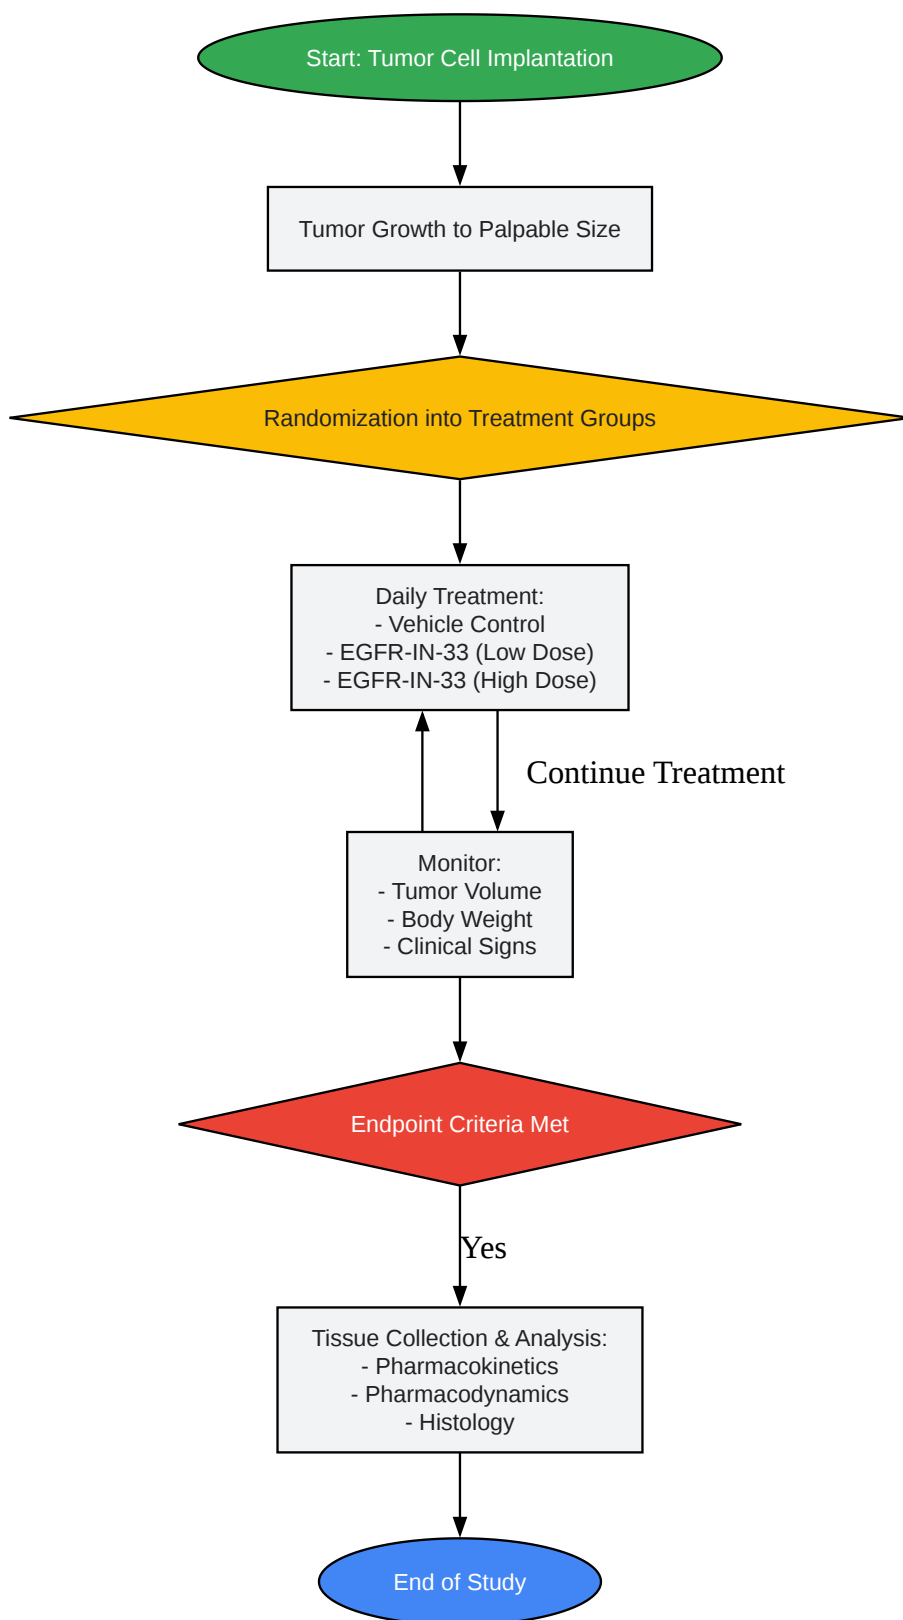 Start: Tumor Cell Implantation
Tumor Growth to Palpable Size
Randomization into Treatment Groups
Daily Treatment:
- Vehicle Control
- EGFR-IN-33 (Low Dose)
- EGFR-IN-33 (High Dose)
Continue Treatment
Monitor:
- Tumor Volume
- Body Weight
- Clinical Signs
Endpoint Criteria Met
Yes
Tissue Collection & Analysis:
- Pharmacokinetics
- Pharmacodynamics
- Histology
End of Study